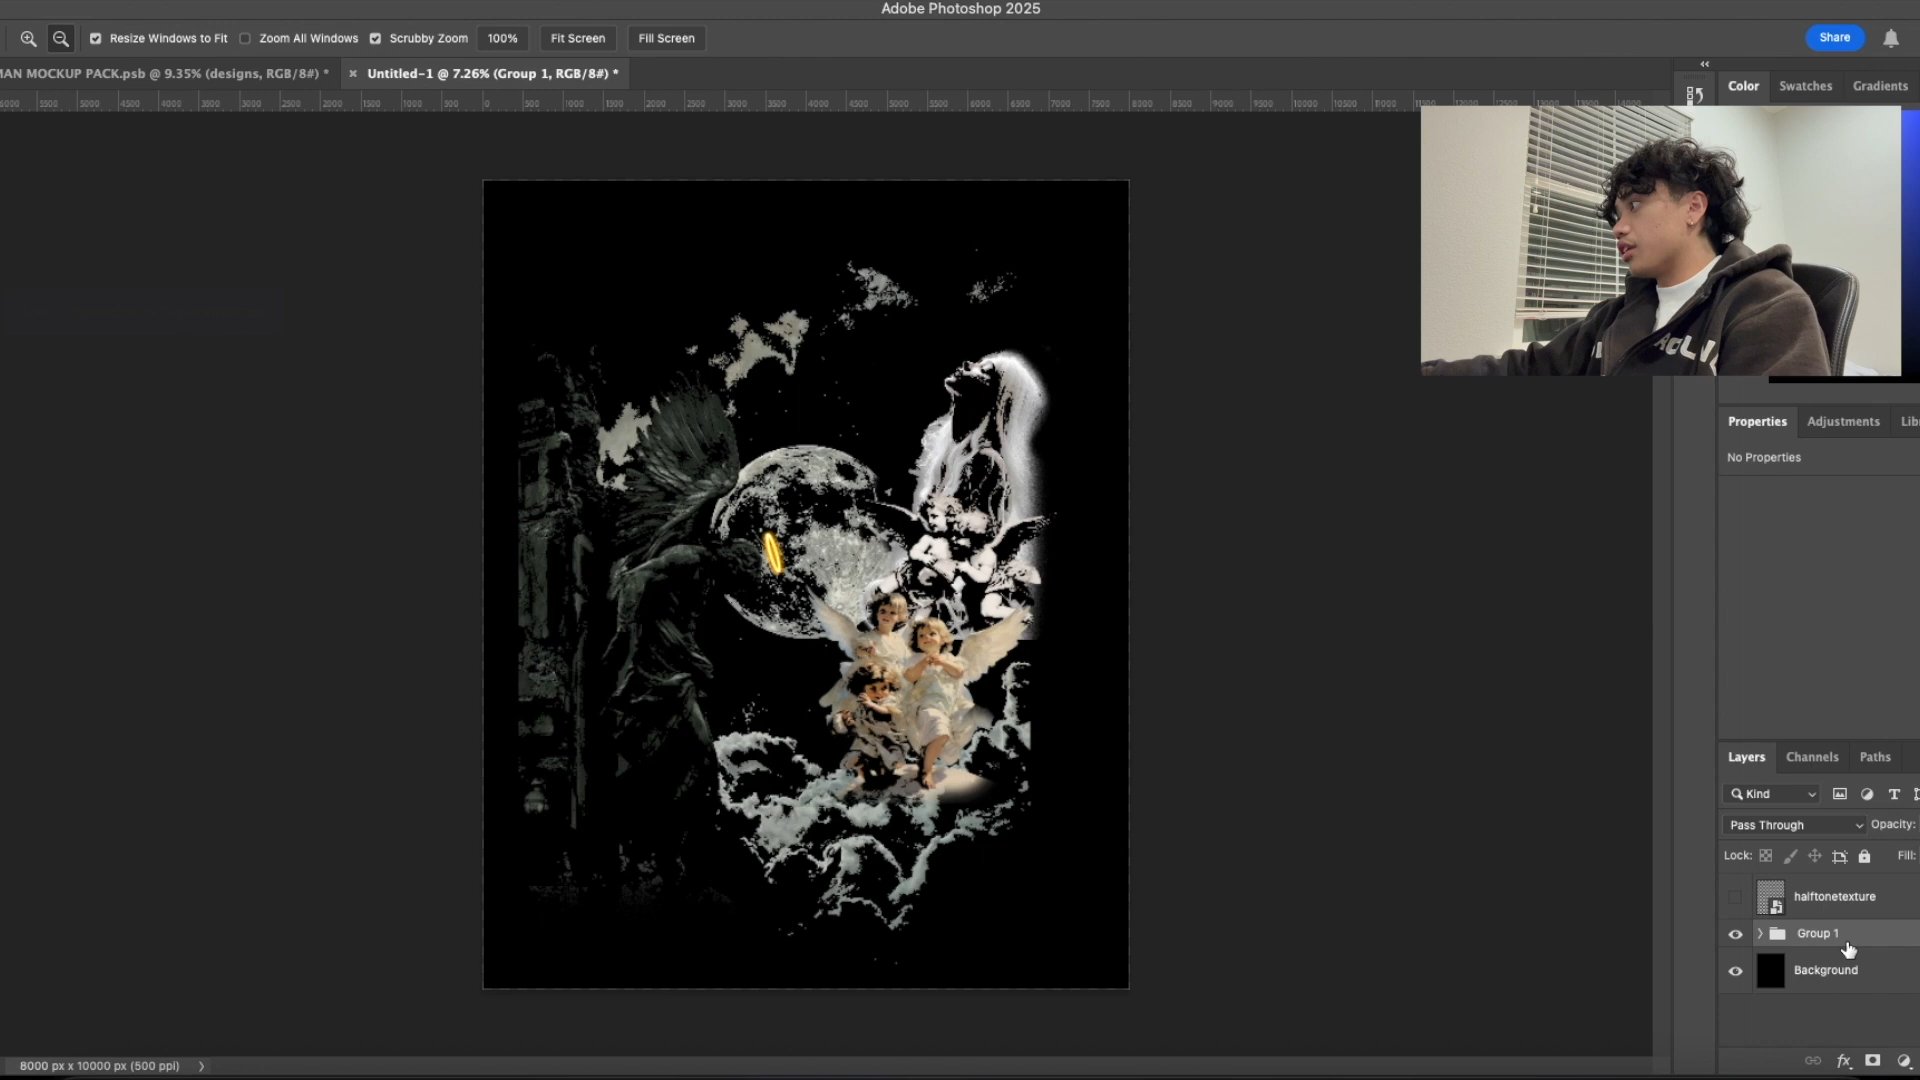 Adobe Photoshop 2025
Resize Windows to Fit
Zoom All Windows
Scrubby Zoom
100%
Fit Screen
Fill Screen
Share
MAN MOCKUP PACK.psb @ 9.35% (designs, RGB/8#) *
× Untitled-1 @ 7.26% (Group 1, RGB/8#) *
Color
Swatches
Gradients
Properties
Adjustments
No Properties
Layers
Channels
Paths
Kind
Pass Through
Opacity:
Lock:
Fill:
halftonetexture
Group 1
Background
8000 px x 10000 px (500 ppi)